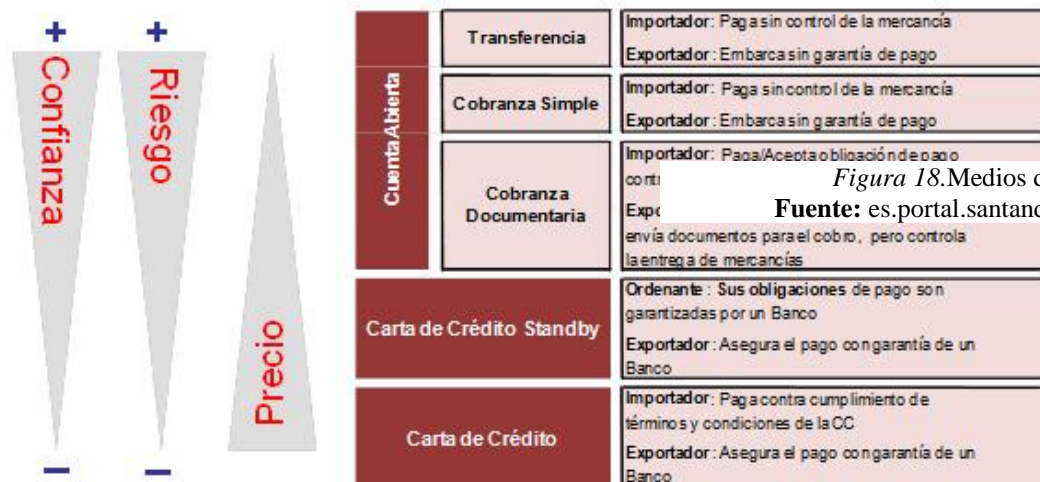 +
Confianza
–
+
Riesgo
–
Precio
Cuenta Abierta
Transferencia
Importador: Paga sin control de la mercancía
Exportador: Embarca sin garantía de pago
Cobranza Simple
Importador: Paga sin control de la mercancía
Exportador: Embarca sin garantía de pago
Cobranza
Documentaria
Importador: Paga/Acepta obligación de pago
envía documentos para el cobro, pero controla
la entrega de mercancías
Figura 18.Medios
Fuente: es.portal.santand
Carta de Crédito Standby
Ordenante: Sus obligaciones de pago son
garantizadas por un Banco
Exportador: Asegura el pago con garantía de un
Banco
Carta de Crédito
Importador: Paga contra cumplimiento de
términos y condiciones de la CC
Exportador: Asegura el pago con garantía de un
Banco